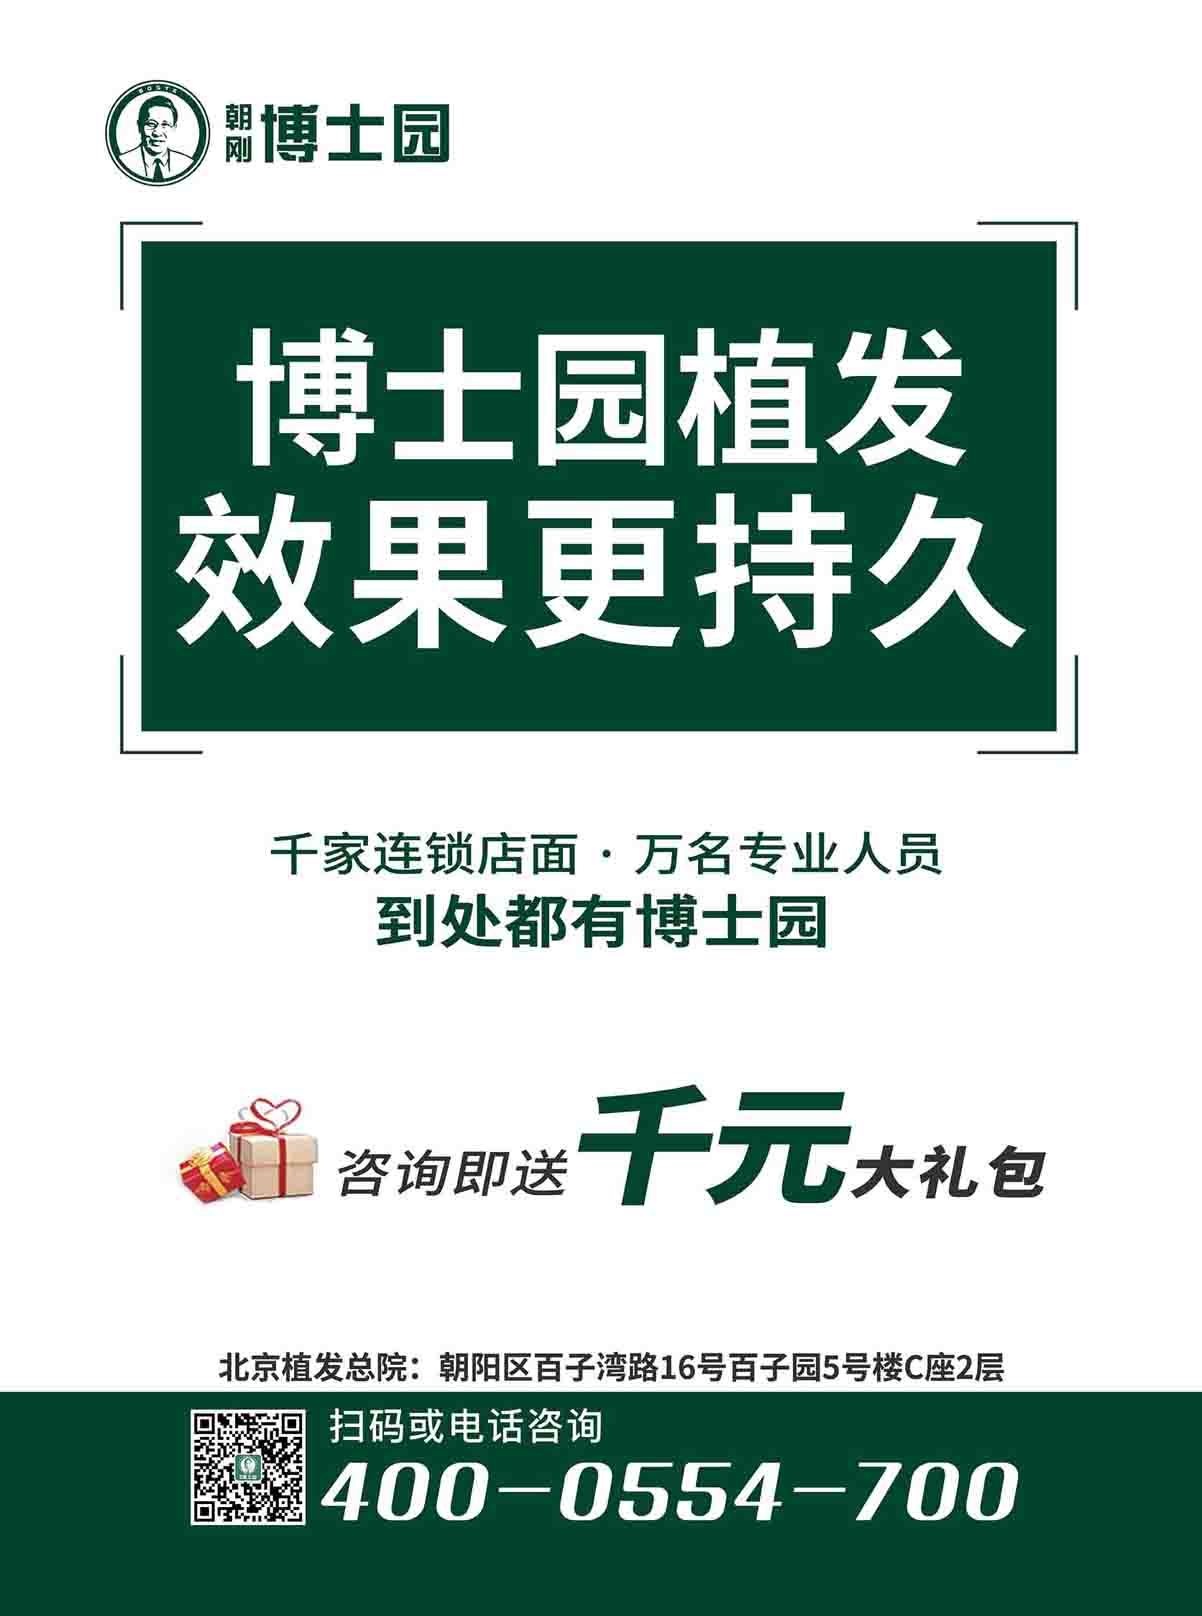 BOSYA
朝刚 博士园
博士园植发
效果更持久
千家连锁店面·万名专业人员
到处都有博士园
咨询即送千元大礼包
北京植发总院：朝阳区百子湾路16号百子园5号楼C座2层
扫码或电话咨询
400-0554-700